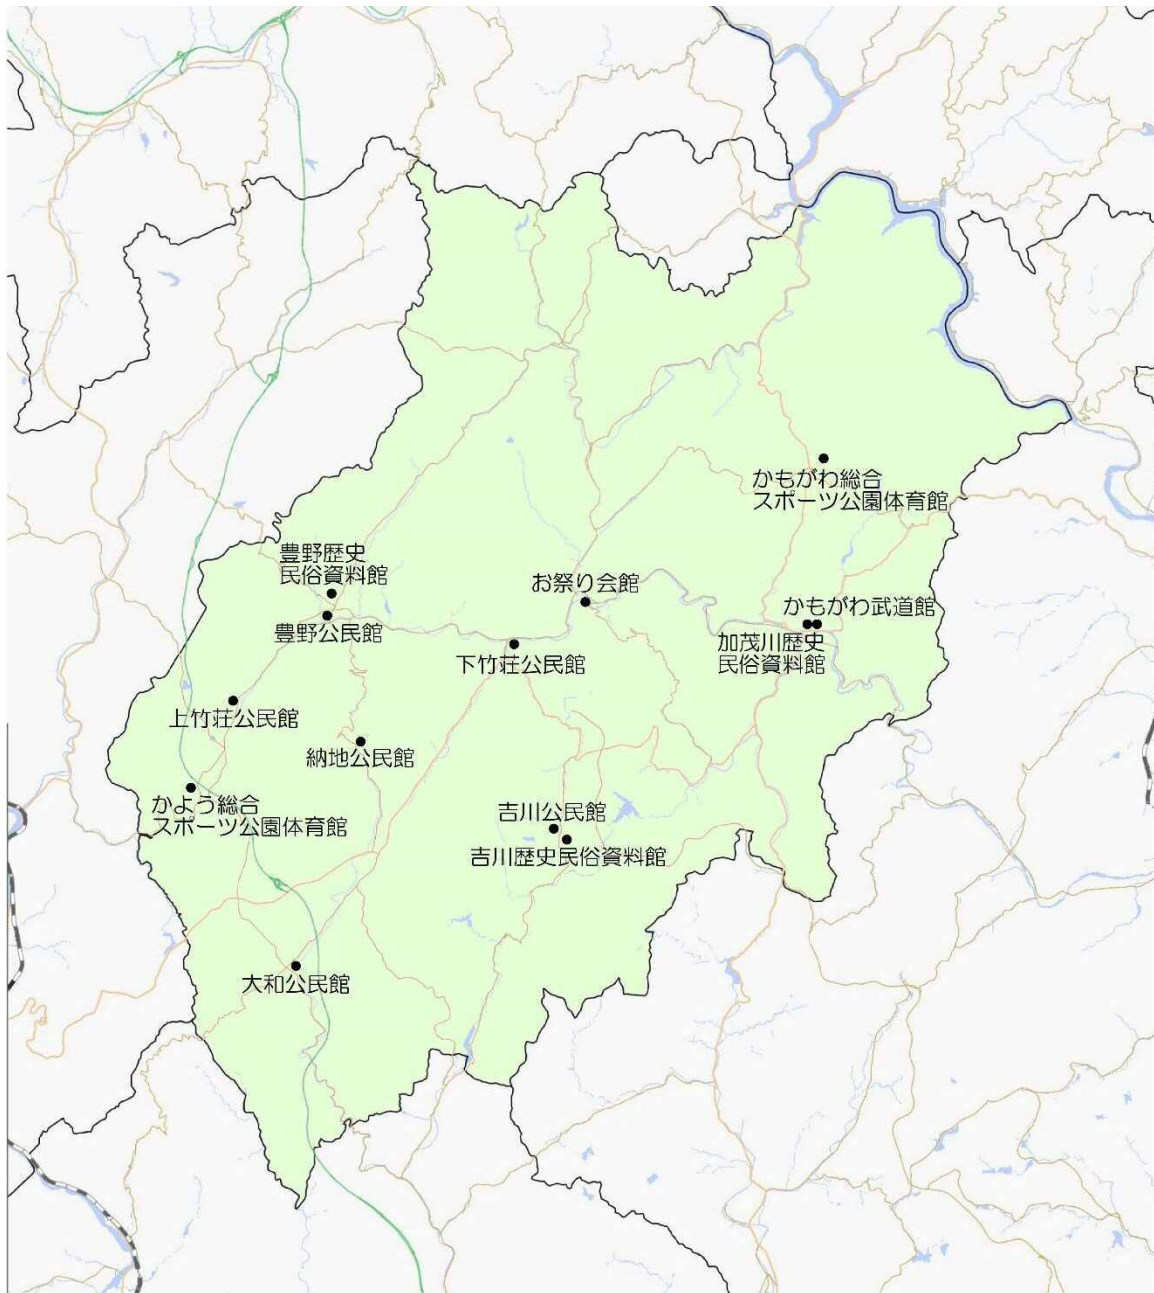 かもがわ総合
スポーツ公園体育館
豊野歴史
民俗資料館
お祭り会館
かもがわ武道館
豊野公民館
加茂川歴史
民俗資料館
下竹荘公民館
上竹荘公民館
納地公民館
かよう総合
スポーツ公園体育館
吉川公民館
吉川歴史民俗資料館
大和公民館